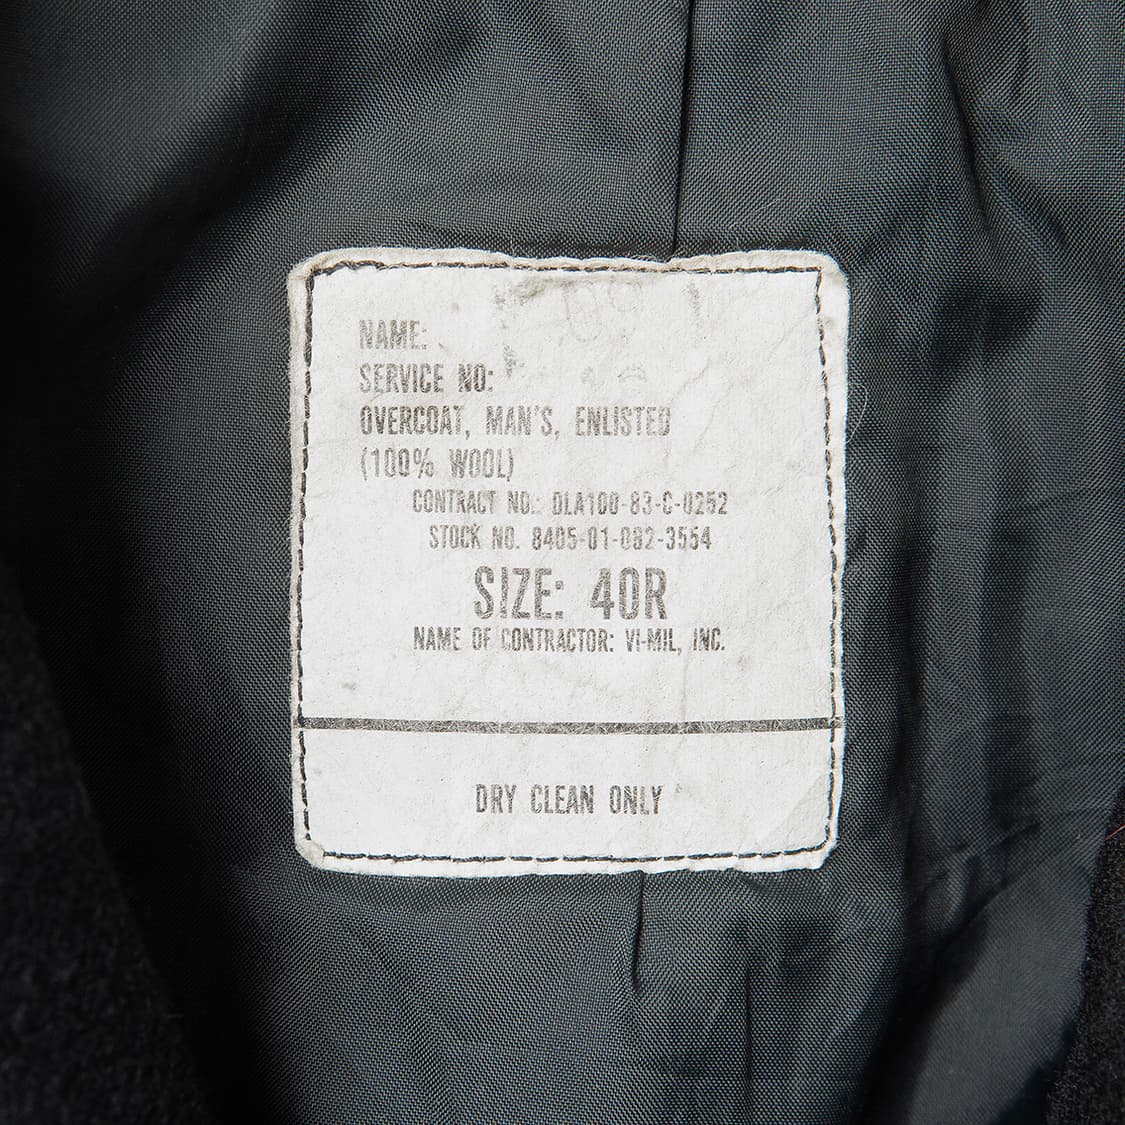 NAME:
SERVICE NO:
OVERCOAT, MAN'S, ENLISTED
(100% WOOL)
CONTRACT NO.: DLA100-83-C-0252
STOCK NO. 8405-01-082-3554
SIZE: 40R
NAME OF CONTRACTOR: VI-MIL, INC.
DRY CLEAN ONLY